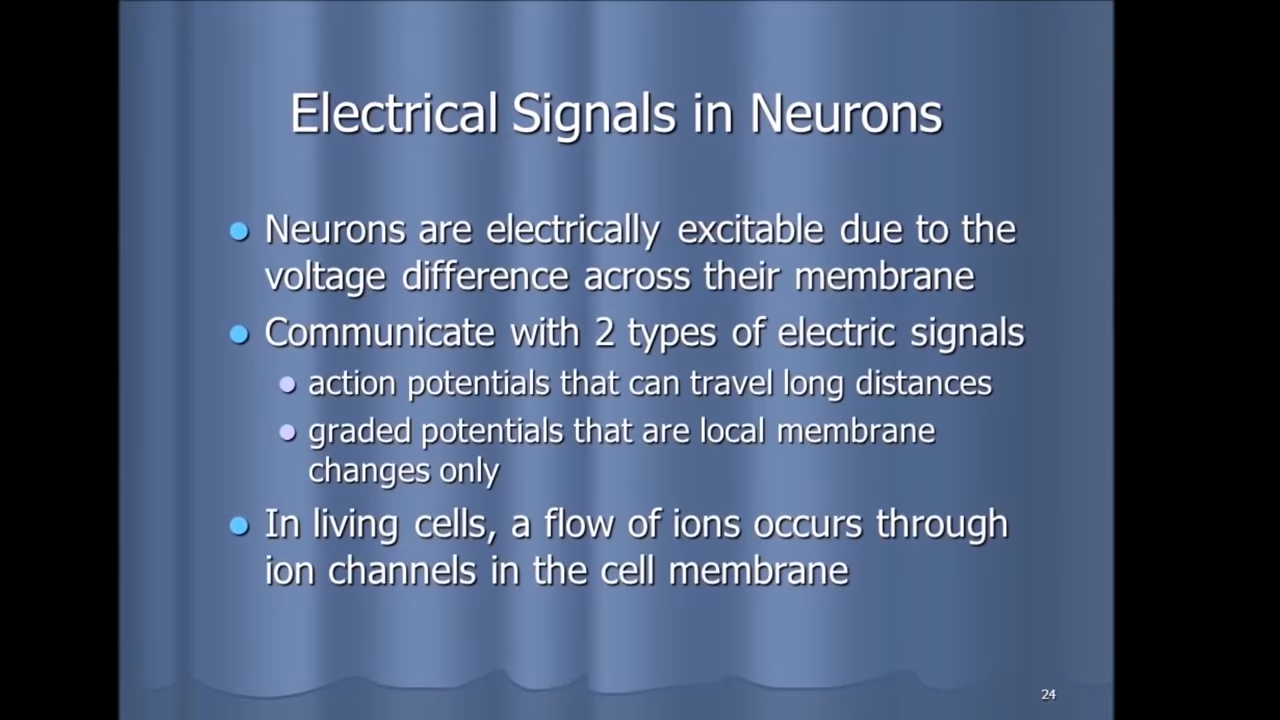 Electrical Signals in Neurons
Neurons are electrically excitable due to the
voltage difference across their membrane
Communicate with 2 types of electric signals
action potentials that can travel long distances
graded potentials that are local membrane
changes only
In living cells, a flow of ions occurs through
ion channels in the cell membrane
24